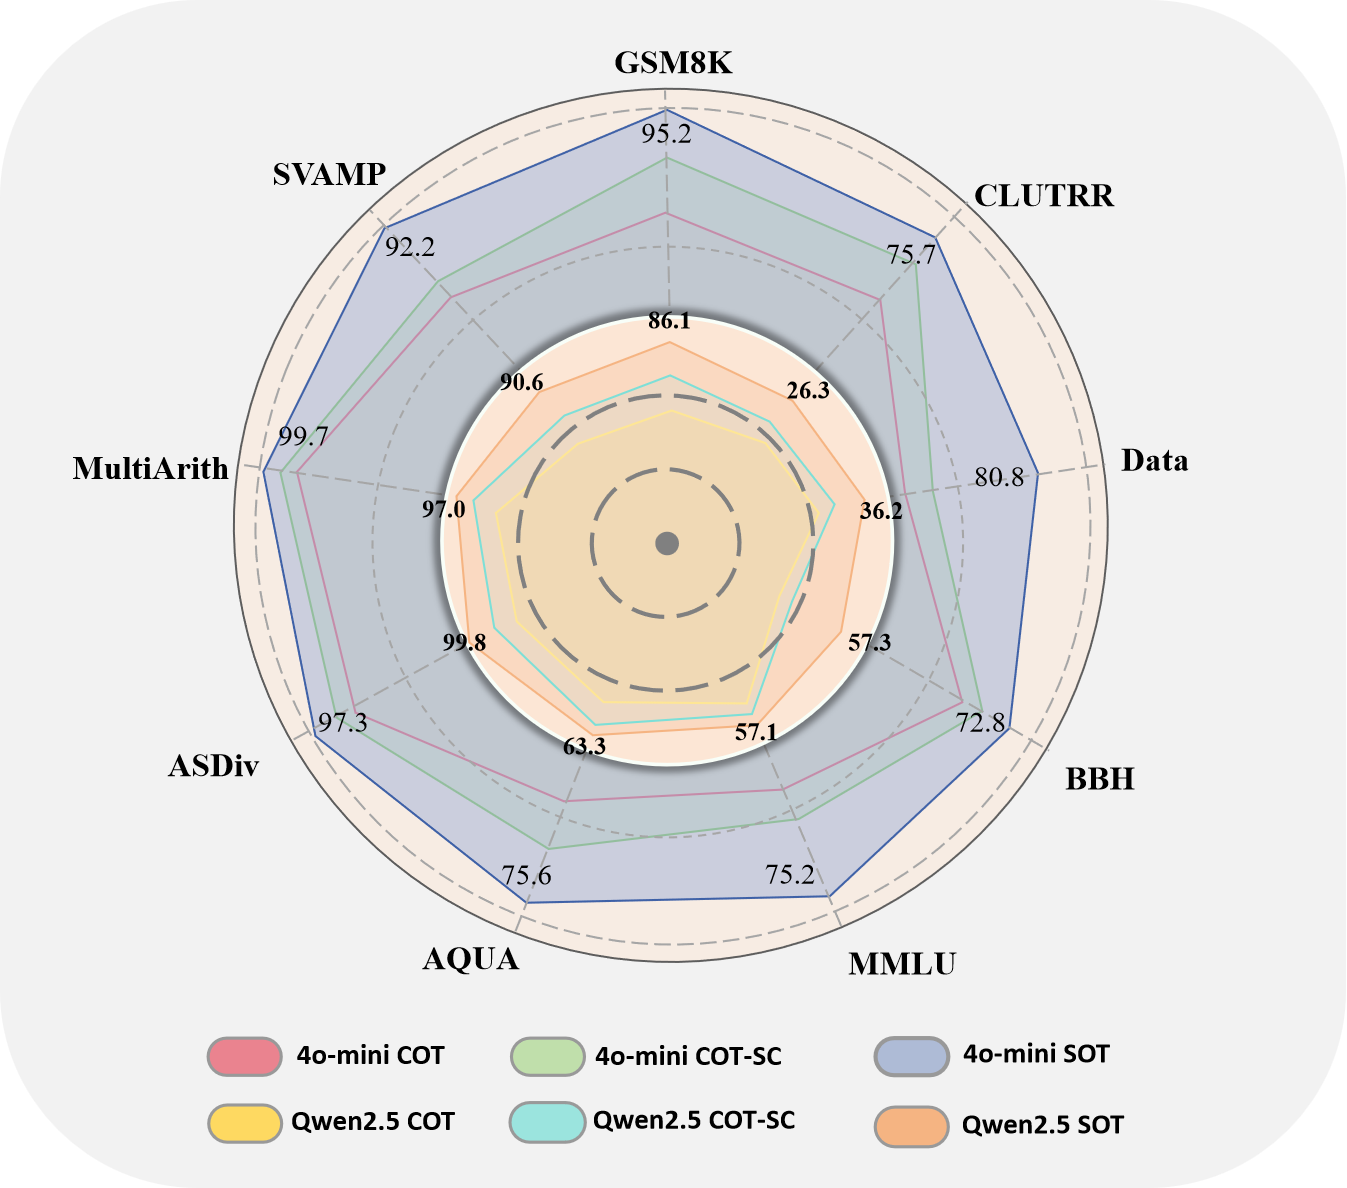 GSM8K
95.2
SVAMP
92.2
CLUTRR
75.7
86.1
90.6
26.3
99.7
MultiArith
97.0
36.2
80.8
Data
99.8
57.3
97.3
ASDiv
72.8
BBH
63.3
57.1
75.6
75.2
AQUA
MMLU
4o-mini COT
4o-mini COT-SC
4o-mini SOT
Qwen2.5 COT
Qwen2.5 COT-SC
Qwen2.5 SOT